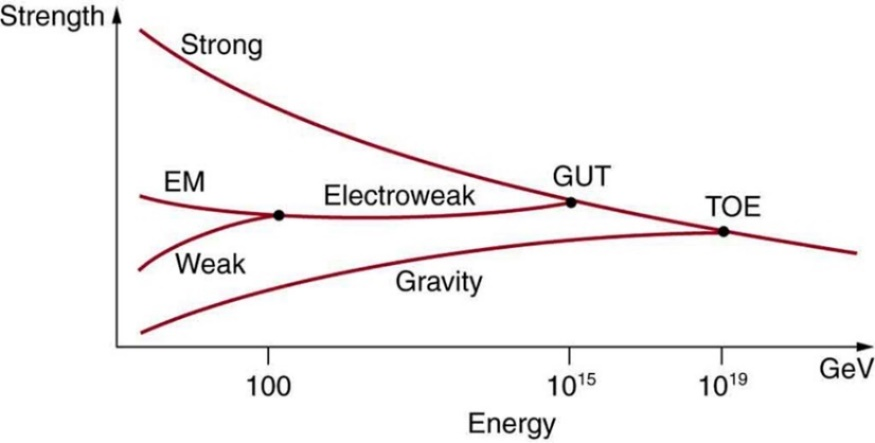 Strength
Strong
GUT
EM
Electroweak
TOE
Weak
Gravity
GeV
100
10¹⁵
10¹⁹
Energy